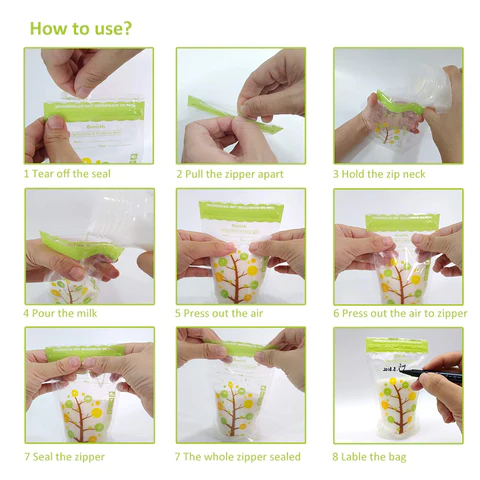 How to use?
1 Tear off the seal
2 Pull the zipper apart
3 Hold the zip neck
4 Pour the milk
5 Press out the air
6 Press out the air to zipper
7 Seal the zipper
7 The whole zipper sealed
8 Lable the bag